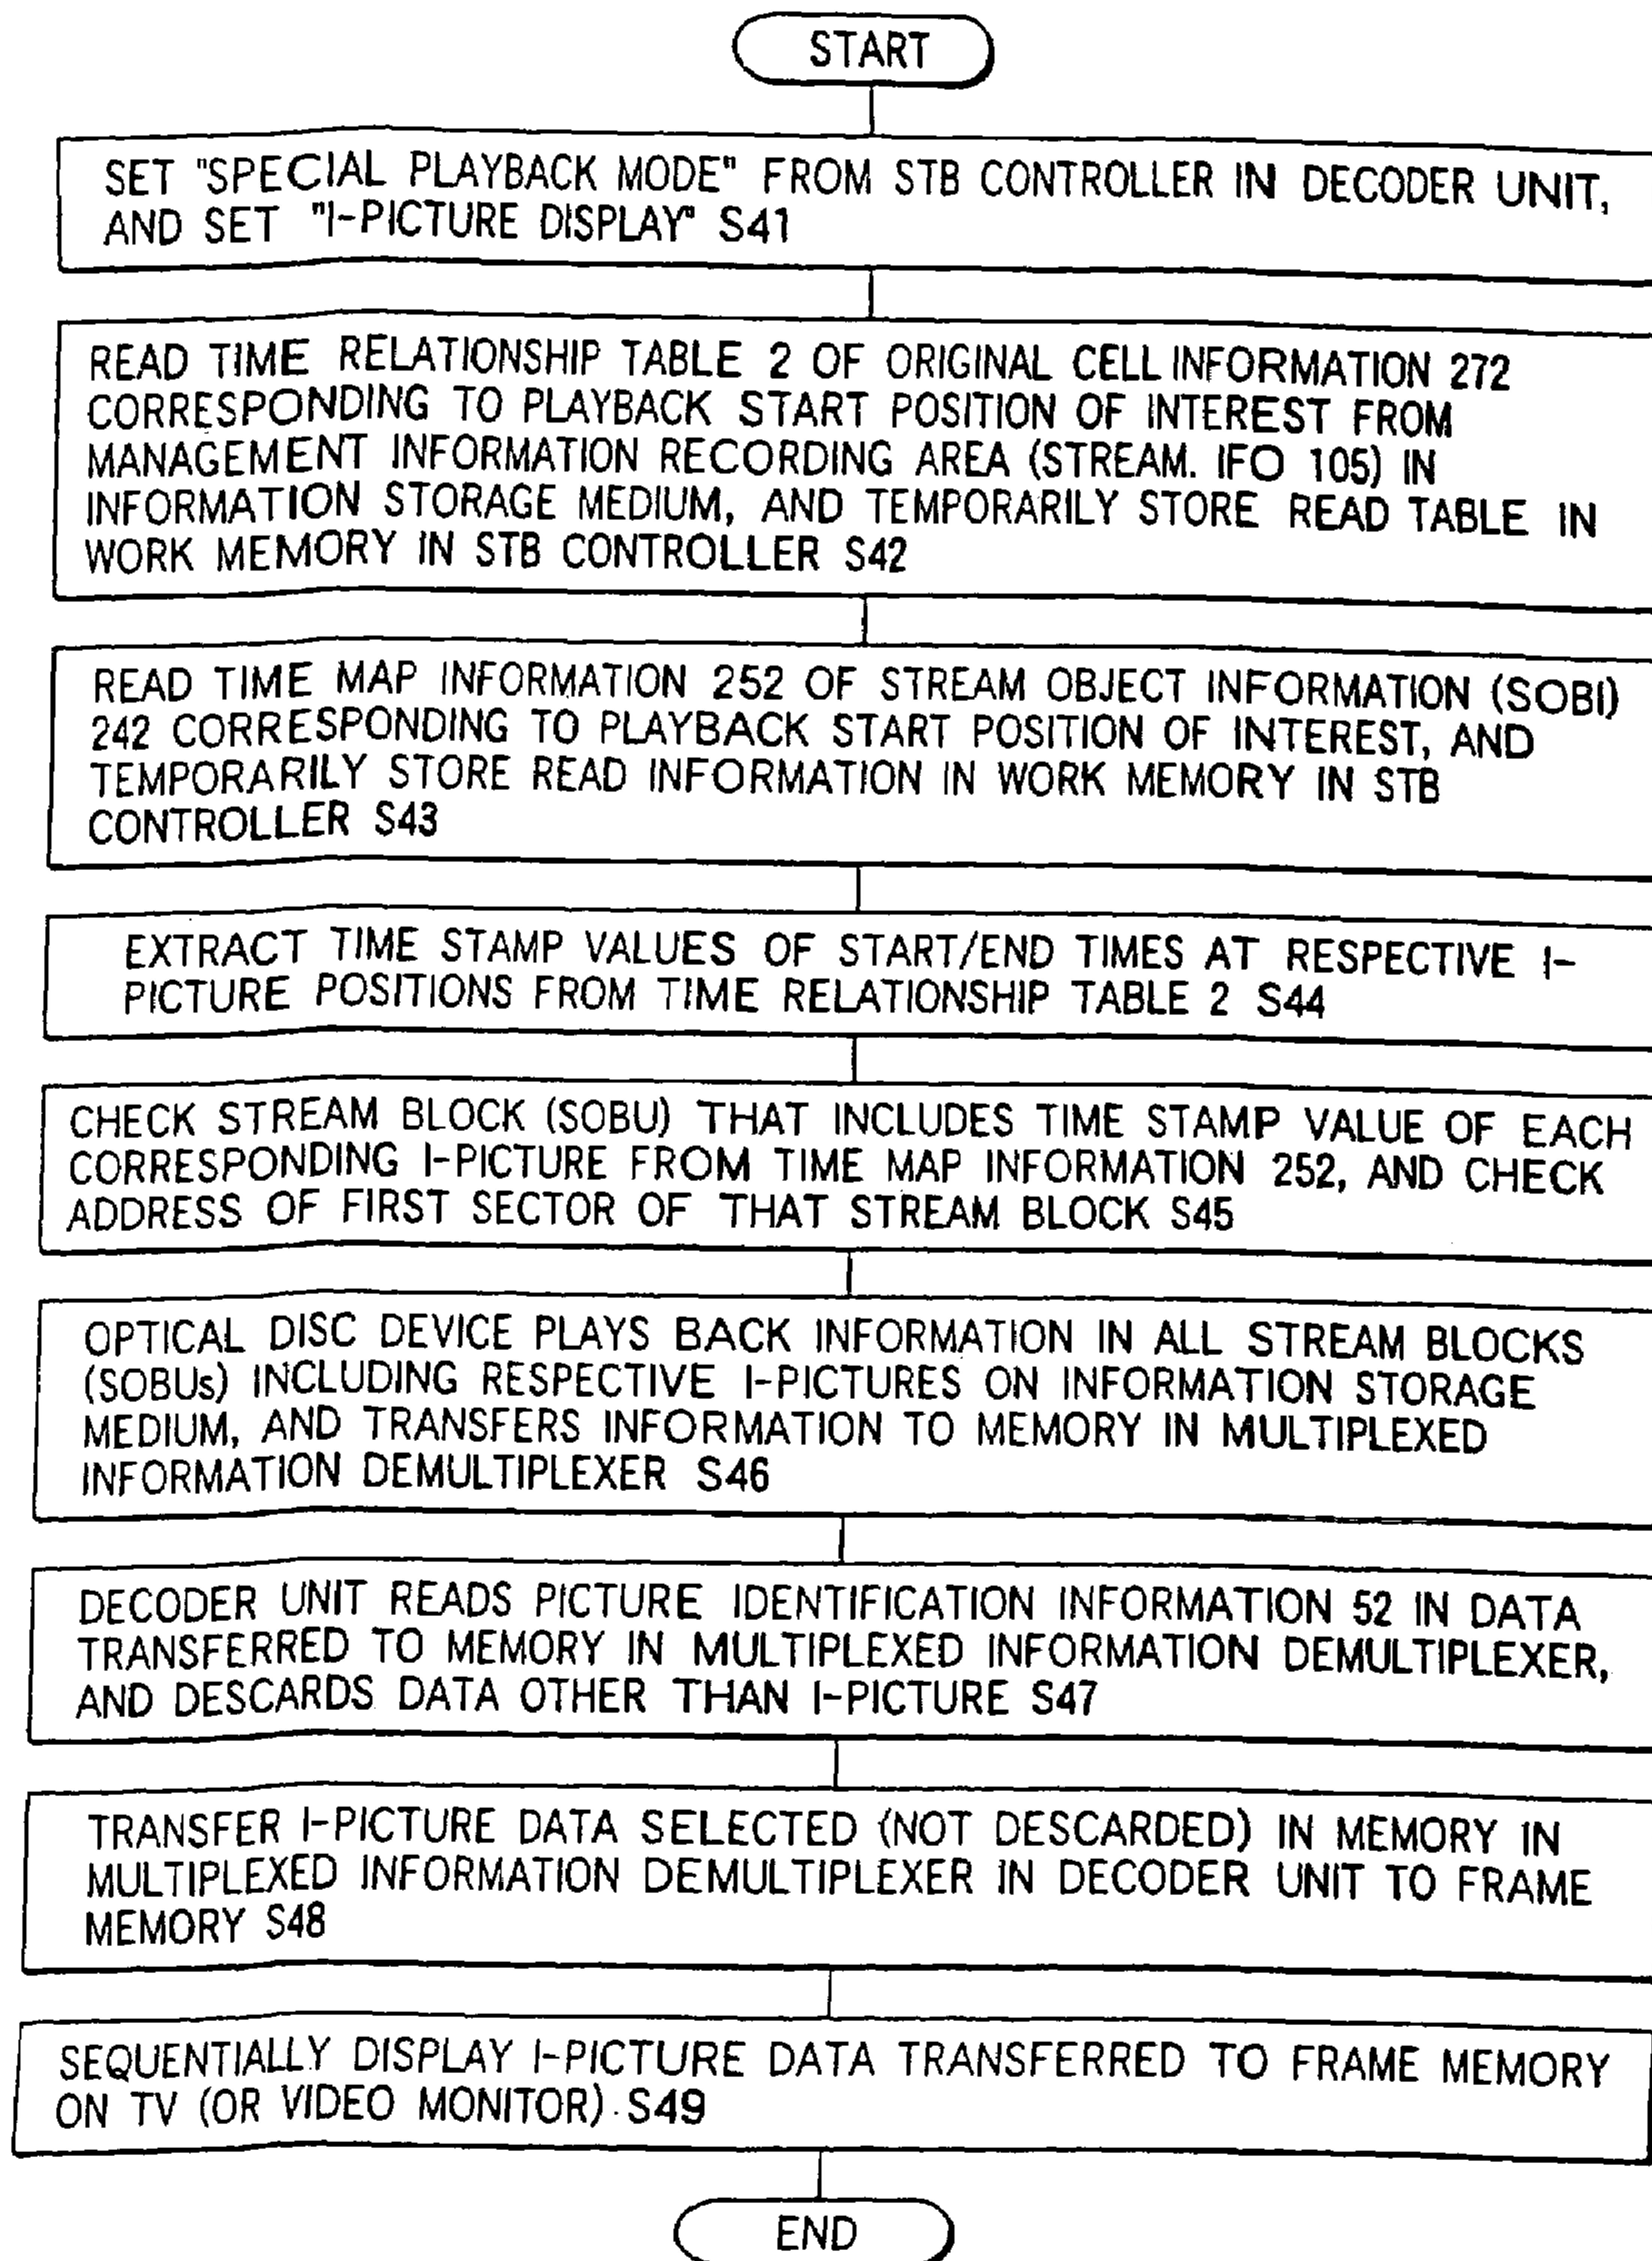 START
SET "SPECIAL PLAYBACK MODE" FROM STB CONTROLLER IN DECODER UNIT,
AND SET "I-PICTURE DISPLAY" S41
READ TIME RELATIONSHIP TABLE 2 OF ORIGINAL CELL INFORMATION 272
CORRESPONDING TO PLAYBACK START POSITION OF INTEREST FROM
MANAGEMENT INFORMATION RECORDING AREA (STREAM. IFO 105) IN
INFORMATION STORAGE MEDIUM, AND TEMPORARILY STORE READ TABLE IN
WORK MEMORY IN STB CONTROLLER S42
READ TIME MAP INFORMATION 252 OF STREAM OBJECT INFORMATION (SOBI)
242 CORRESPONDING TO PLAYBACK START POSITION OF INTEREST, AND
TEMPORARILY STORE READ INFORMATION IN WORK MEMORY IN STB
CONTROLLER S43
EXTRACT TIME STAMP VALUES OF START/END TIMES AT RESPECTIVE I-
PICTURE POSITIONS FROM TIME RELATIONSHIP TABLE 2 S44
CHECK STREAM BLOCK (SOBU) THAT INCLUDES TIME STAMP VALUE OF EACH
CORRESPONDING I-PICTURE FROM TIME MAP INFORMATION 252, AND CHECK
ADDRESS OF FIRST SECTOR OF THAT STREAM BLOCK S45
OPTICAL DISC DEVICE PLAYS BACK INFORMATION IN ALL STREAM BLOCKS
(SOBUs) INCLUDING RESPECTIVE I-PICTURES ON INFORMATION STORAGE
MEDIUM, AND TRANSFERS INFORMATION TO MEMORY IN MULTIPLEXED
INFORMATION DEMULTIPLEXER S46
DECODER UNIT READS PICTURE IDENTIFICATION INFORMATION 52 IN DATA
TRANSFERRED TO MEMORY IN MULTIPLEXED INFORMATION DEMULTIPLEXER,
AND DESCARDS DATA OTHER THAN I-PICTURE S47
TRANSFER I-PICTURE DATA SELECTED (NOT DESCARDED) IN MEMORY IN
MULTIPLEXED INFORMATION DEMULTIPLEXER IN DECODER UNIT TO FRAME
MEMORY S48
SEQUENTIALLY DISPLAY I-PICTURE DATA TRANSFERRED TO FRAME MEMORY
ON TV (OR VIDEO MONITOR) S49
END